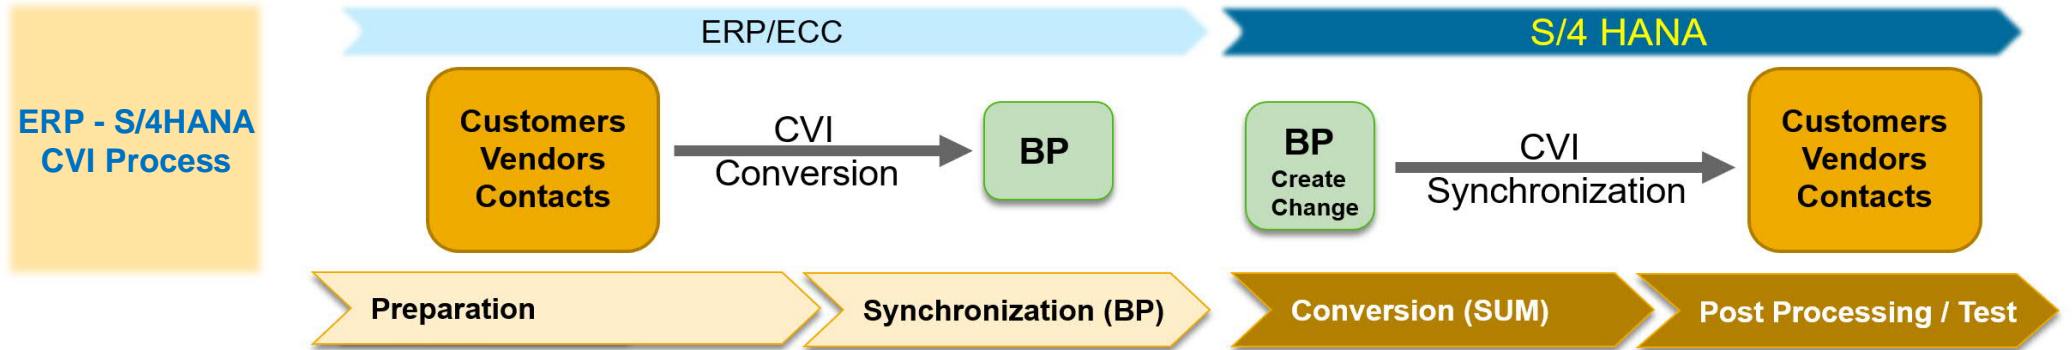 ERP - S/4HANA
CVI Process
ERP/ECC
S/4 HANA
Customers
Vendors
Contacts
CVI
Conversion
BP
BP
Create
Change
CVI
Synchronization
Customers
Vendors
Contacts
Preparation
Synchronization (BP)
Conversion (SUM)
Post Processing / Test